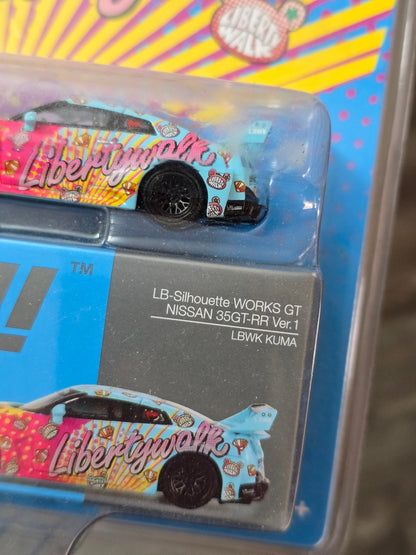 LIBERTY
WALK
LBWK
Libertywalk
!
TM
LB-Silhouette WORKS GT
NISSAN 35GT-RR Ver.1
LBWK KUMA
Libertywalk